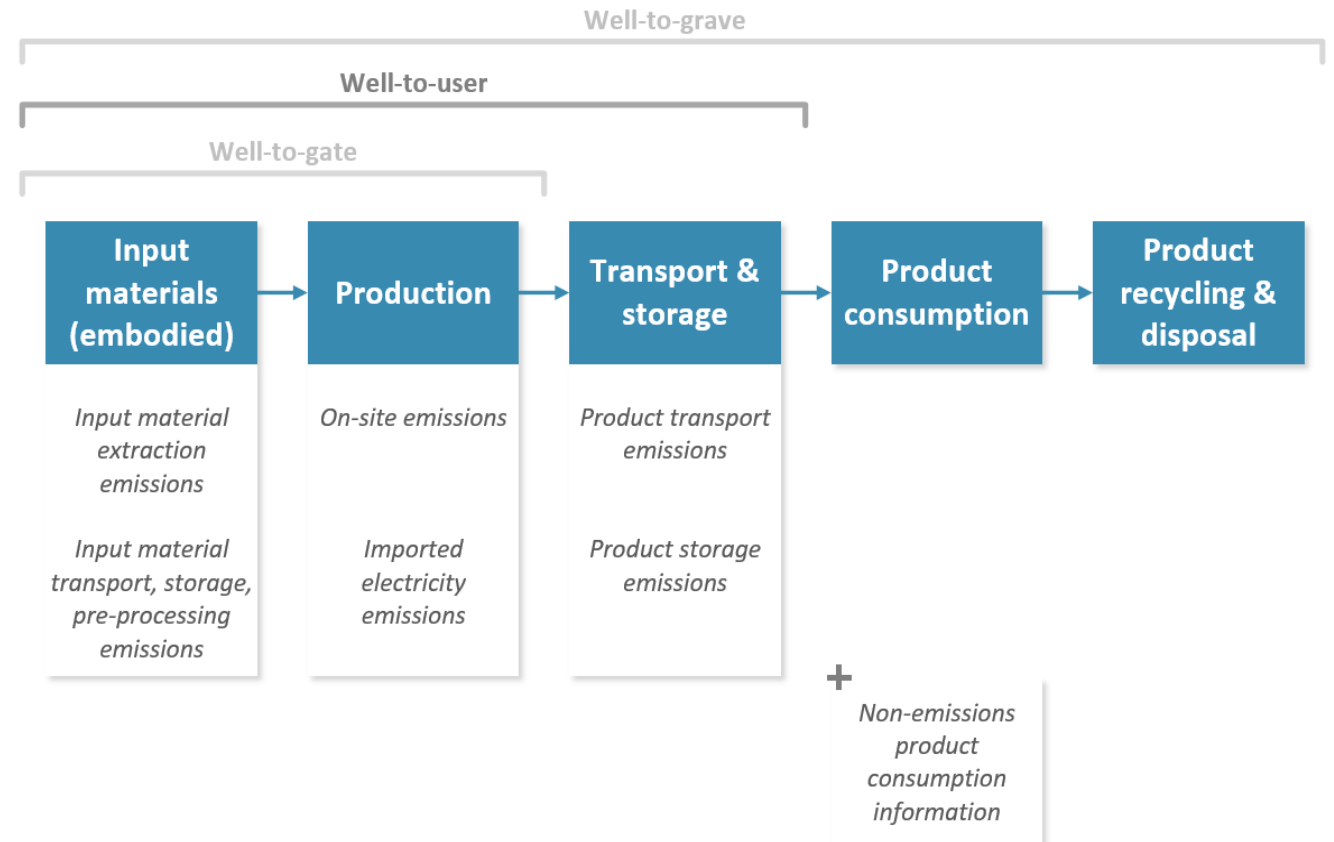 Well-to-grave
Well-to-user
Well-to-gate
Input
materials
(embodied)
Production
Transport &
storage
Product
consumption
Product
recycling &
disposal
Input material
extraction
emissions
Input material
transport, storage,
pre-processing
emissions
On-site emissions
Imported
electricity
emissions
Product transport
emissions
Product storage
emissions
+
Non-emissions
product
consumption
information